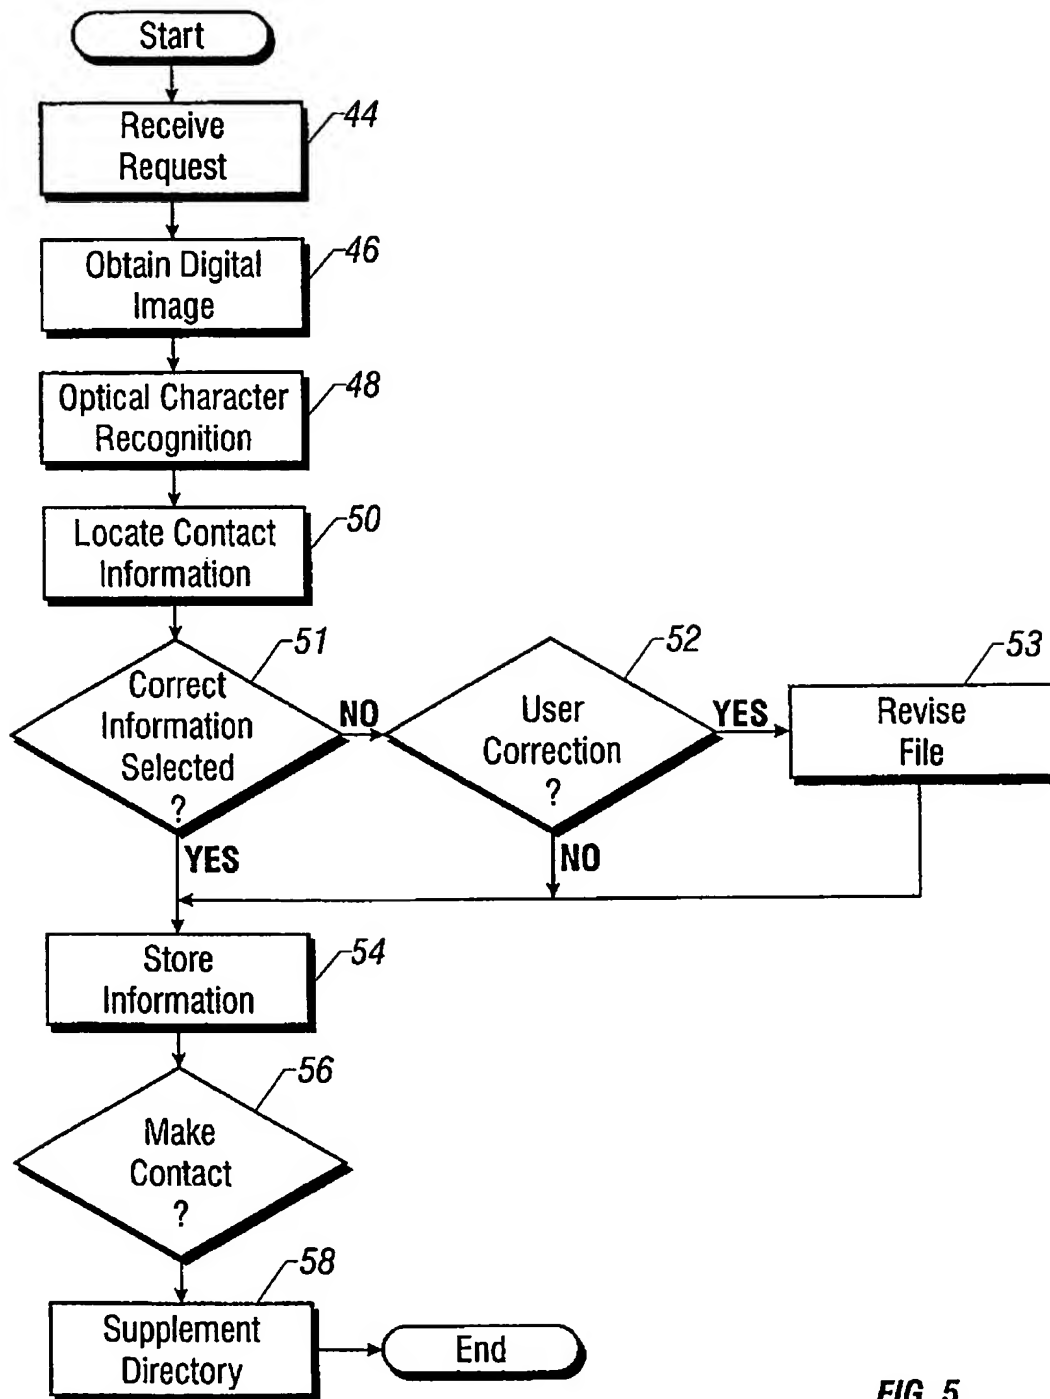 Start
Receive
Request
44
Obtain Digital
Image
46
Optical Character
Recognition
48
Locate Contact
Information
50
Correct
Information
Selected
?
51
NO
User
Correction
?
52
YES
Revise
File
53
YES
NO
Store
Information
54
Make
Contact
?
56
Supplement
Directory
58
End
FIG. 5